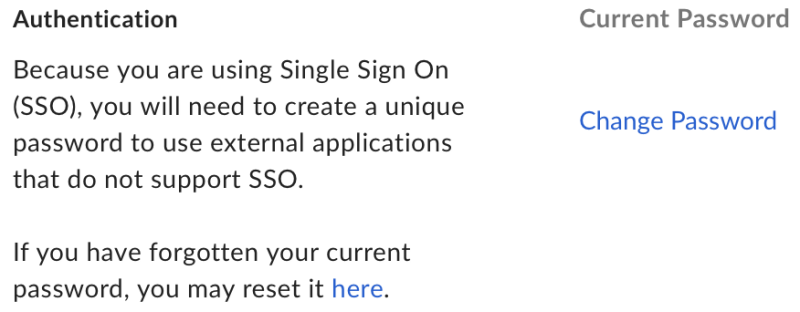 Authentication
Current Password
Because you are using Single Sign On
(SSO), you will need to create a unique
password to use external applications
that do not support SSO.
Change Password
If you have forgotten your current
password, you may reset it here.